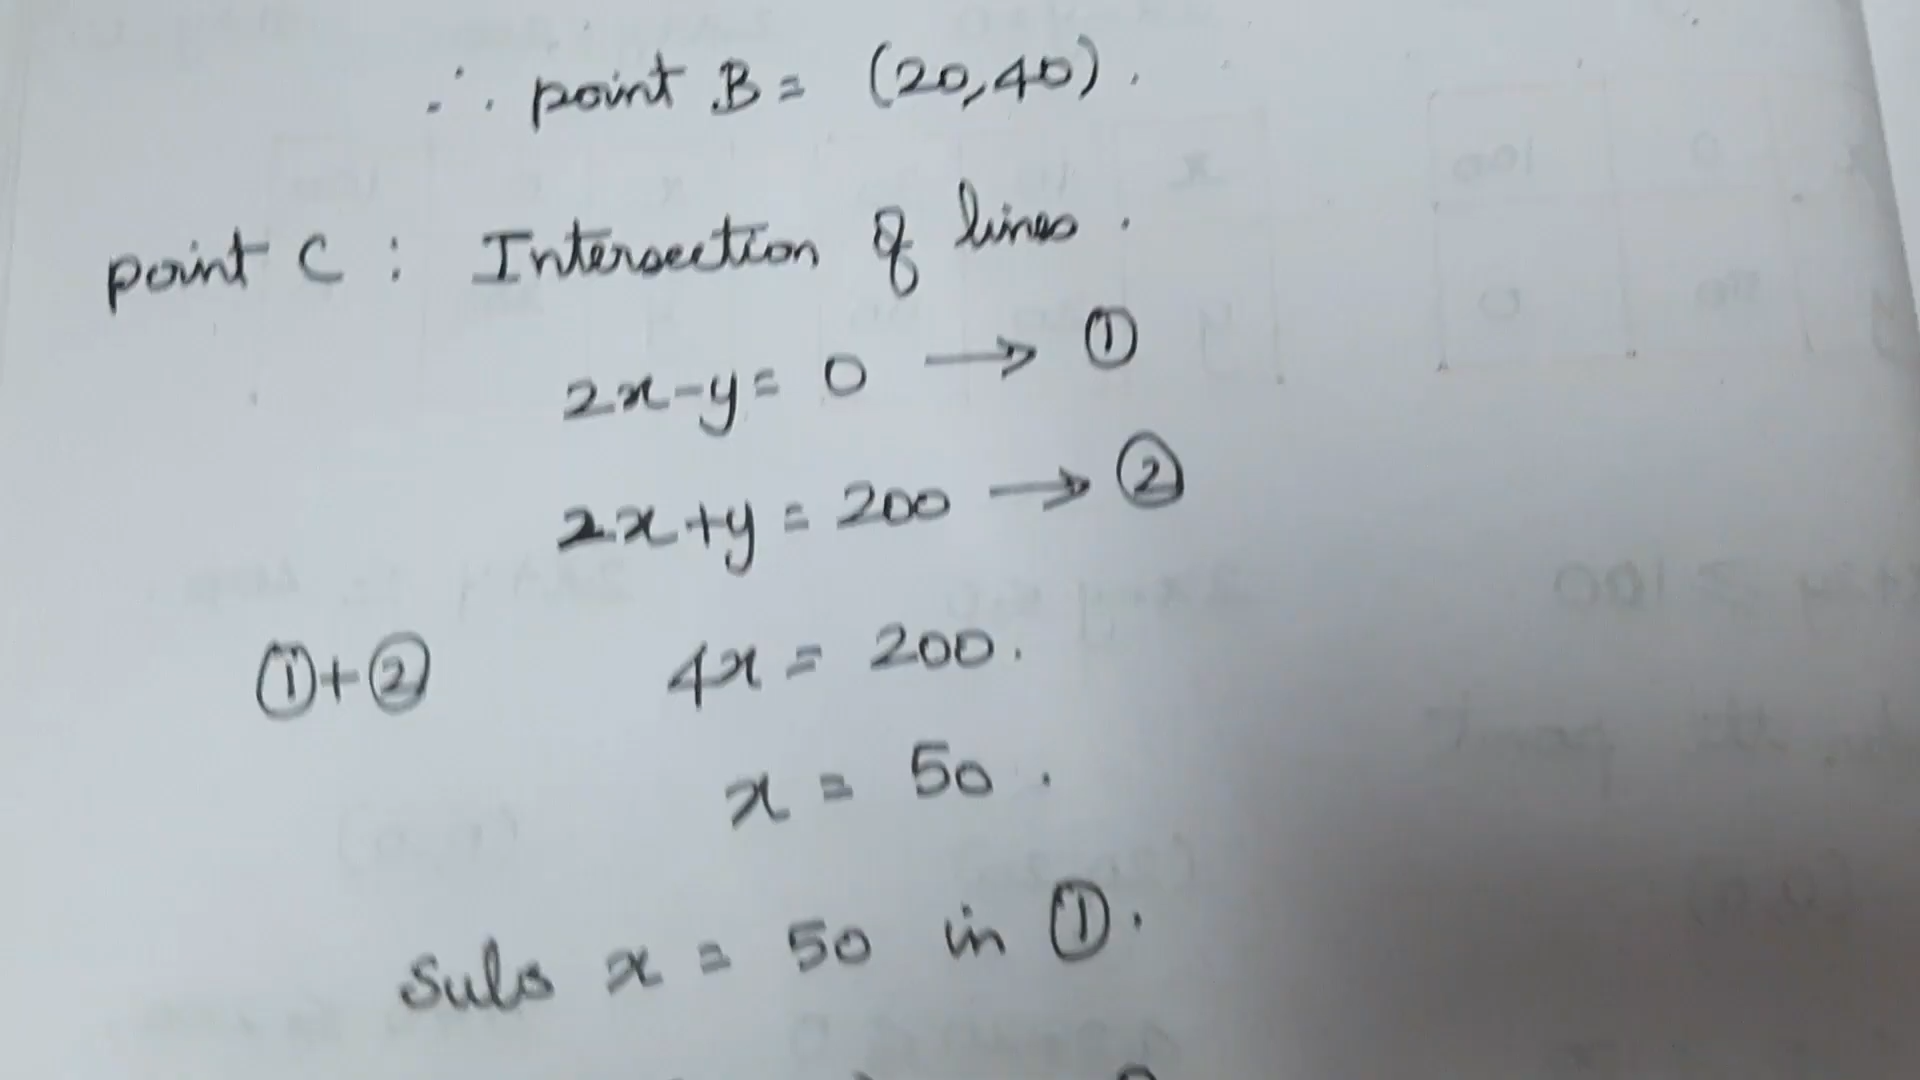 ∴ point B = (20,40).
point C : Intersection of lines.
2x-y = 0 → ①
2x+y = 200 → ②
①+② 4x = 200.
x = 50.
Subs x = 50 in ①.